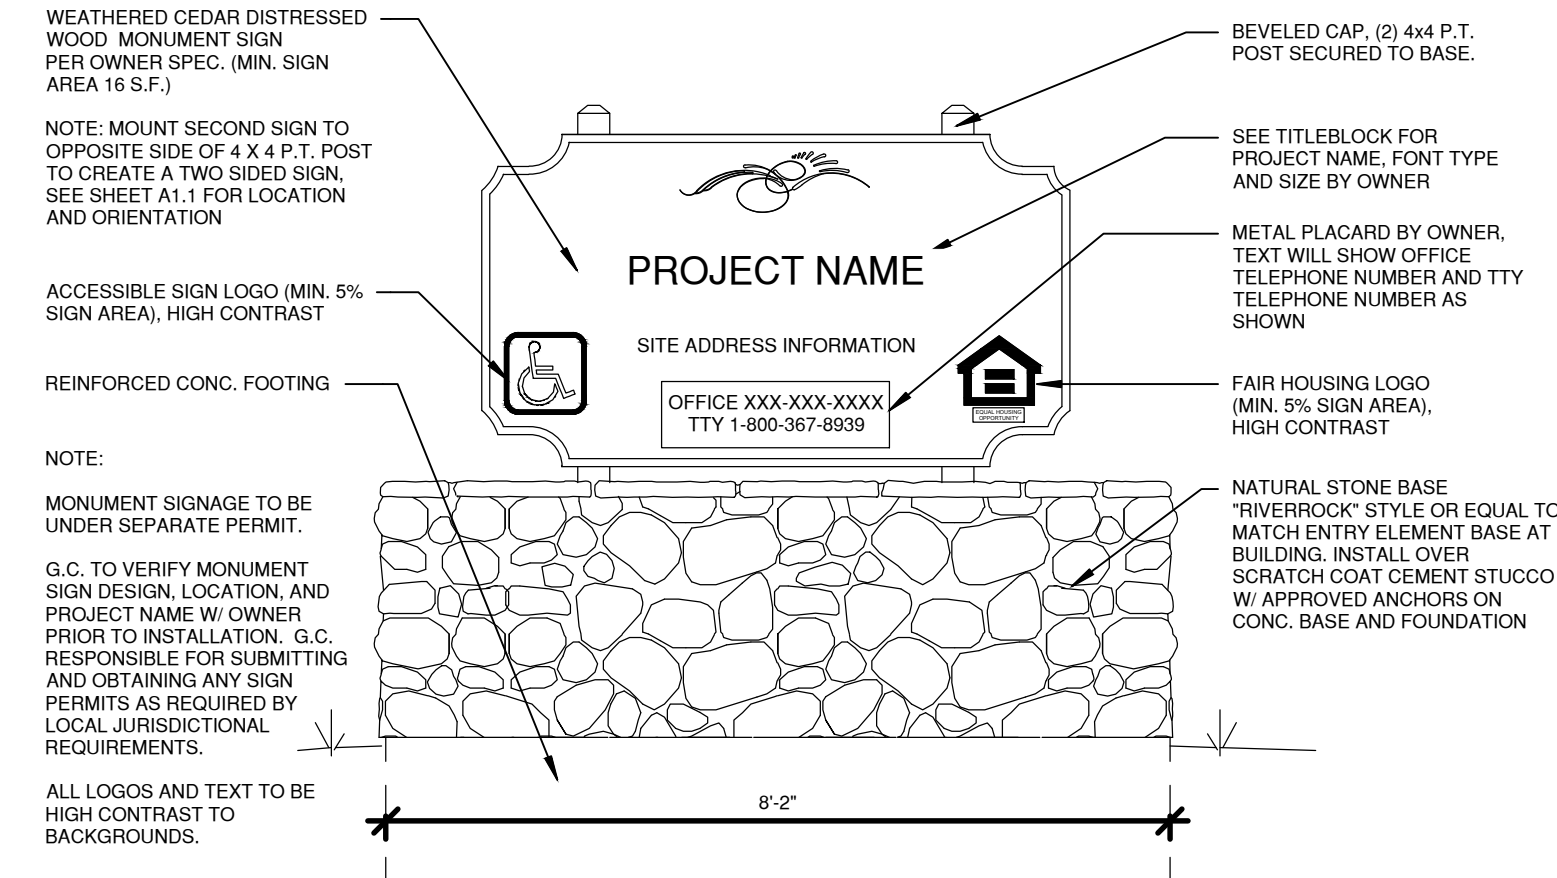 WEATHERED CEDAR DISTRESSED
WOOD  MONUMENT SIGN
PER OWNER SPEC. (MIN. SIGN
AREA 16 S.F.)
NOTE: MOUNT SECOND SIGN TO
OPPOSITE SIDE OF 4 X 4 P.T. POST
TO CREATE A TWO SIDED SIGN,
SEE SHEET A1.1 FOR LOCATION
AND ORIENTATION
ACCESSIBLE SIGN LOGO (MIN. 5%
SIGN AREA), HIGH CONTRAST
REINFORCED CONC. FOOTING
NOTE:
MONUMENT SIGNAGE TO BE
UNDER SEPARATE PERMIT.
G.C. TO VERIFY MONUMENT
SIGN DESIGN, LOCATION, AND
PROJECT NAME W/ OWNER
PRIOR TO INSTALLATION.  G.C.
RESPONSIBLE FOR SUBMITTING
AND OBTAINING ANY SIGN
PERMITS AS REQUIRED BY
LOCAL JURISDICTIONAL
REQUIREMENTS.
ALL LOGOS AND TEXT TO BE
HIGH CONTRAST TO
BACKGROUNDS.
PROJECT NAME
SITE ADDRESS INFORMATION
OFFICE XXX-XXX-XXXX
TTY 1-800-367-8939
EQUAL HOUSING
OPPORTUNITY
8'-2"
BEVELED CAP, (2) 4x4 P.T.
POST SECURED TO BASE.
SEE TITLEBLOCK FOR
PROJECT NAME, FONT TYPE
AND SIZE BY OWNER
METAL PLACARD BY OWNER,
TEXT WILL SHOW OFFICE
TELEPHONE NUMBER AND TTY
TELEPHONE NUMBER AS
SHOWN
FAIR HOUSING LOGO
(MIN. 5% SIGN AREA),
HIGH CONTRAST
NATURAL STONE BASE
"RIVERROCK" STYLE OR EQUAL TO
MATCH ENTRY ELEMENT BASE AT
BUILDING. INSTALL OVER
SCRATCH COAT CEMENT STUCCO
W/ APPROVED ANCHORS ON
CONC. BASE AND FOUNDATION